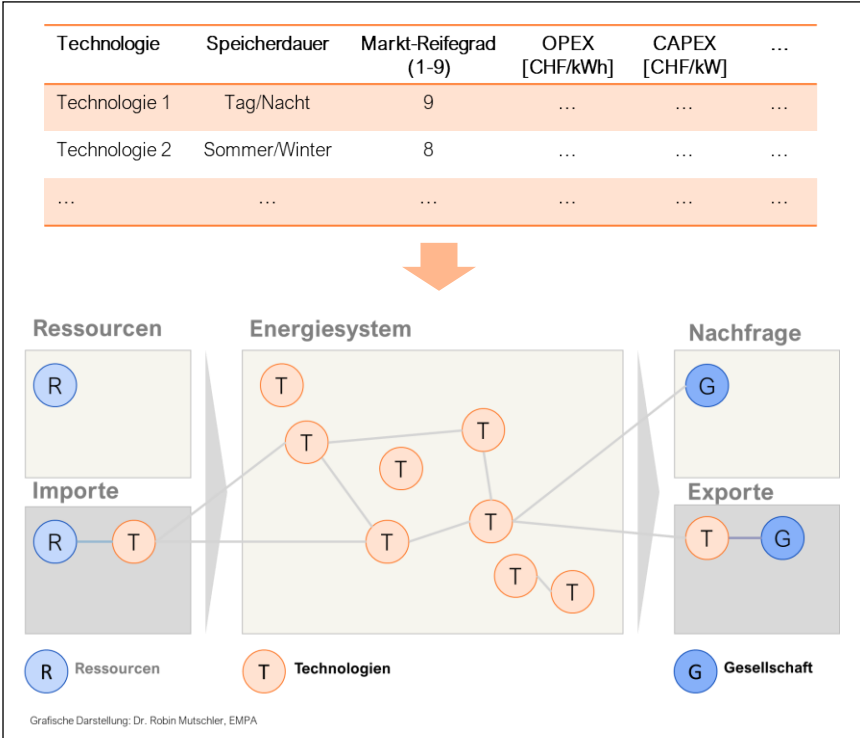 Technologie Speicherdauer Markt-Reifegrad (1-9) OPEX [CHF/kWh] CAPEX [CHF/kW] …
Technologie 1 Tag/Nacht 9 … … …
Technologie 2 Sommer/Winter 8 … … …
… … … … … …
Ressourcen Energiesystem Nachfrage
R T G
T T
T
Importe Exporte
R T T T T G
T T
R Ressourcen T Technologien G Gesellschaft
Grafische Darstellung: Dr. Robin Mutschler, EMPA